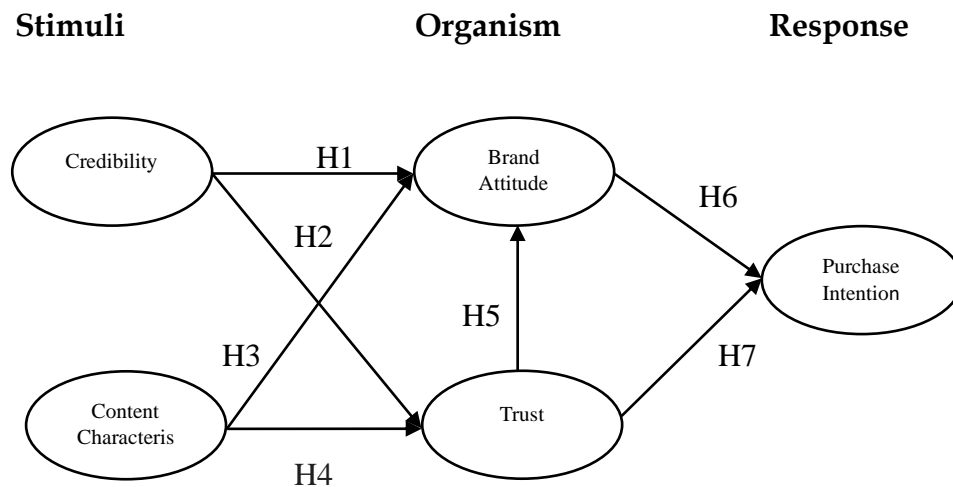 Stimuli
Organism
Response
Credibility
H1
Brand
Attitude
H2
H6
Purchase
Intention
H3
H5
H7
Content
Characteris
Trust
H4